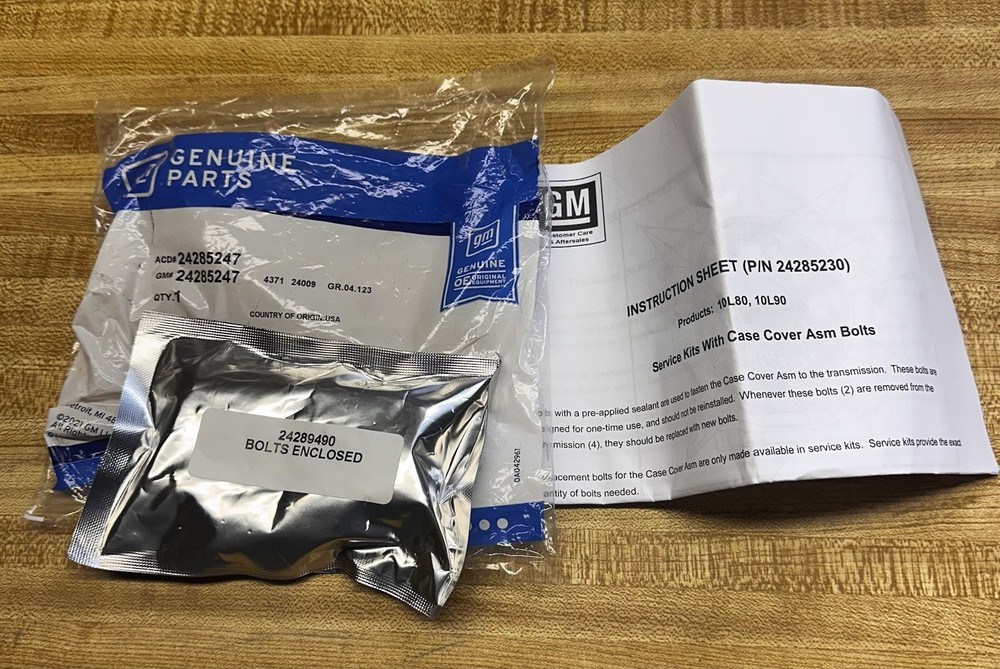 GENUINE
PARTS
ACD# 24285247
GM# 24285247
4371 24009 GR.04.123
QTY.1
COUNTRY OF ORIGIN:USA
gm
GENUINE
OE ORIGINAL EQUIPMENT
Detroit, MI
©2021 GM
All Rights
24289490
BOLTS ENCLOSED
GM
Customer Care
& Aftersales
INSTRUCTION SHEET (P/N 24285230)
Products: 10L80, 10L90
Service Kits With Case Cover Asm Bolts
with a pre-applied sealant are used to fasten the Case Cover Asm to the transmission. These bolts are
for one-time use, and should not be reinstalled. Whenever these bolts (2) are removed from the
(4), they should be replaced with new bolts.
bolts for the Case Cover Asm are only made available in service kits. Service kits provide the exact
of bolts needed.